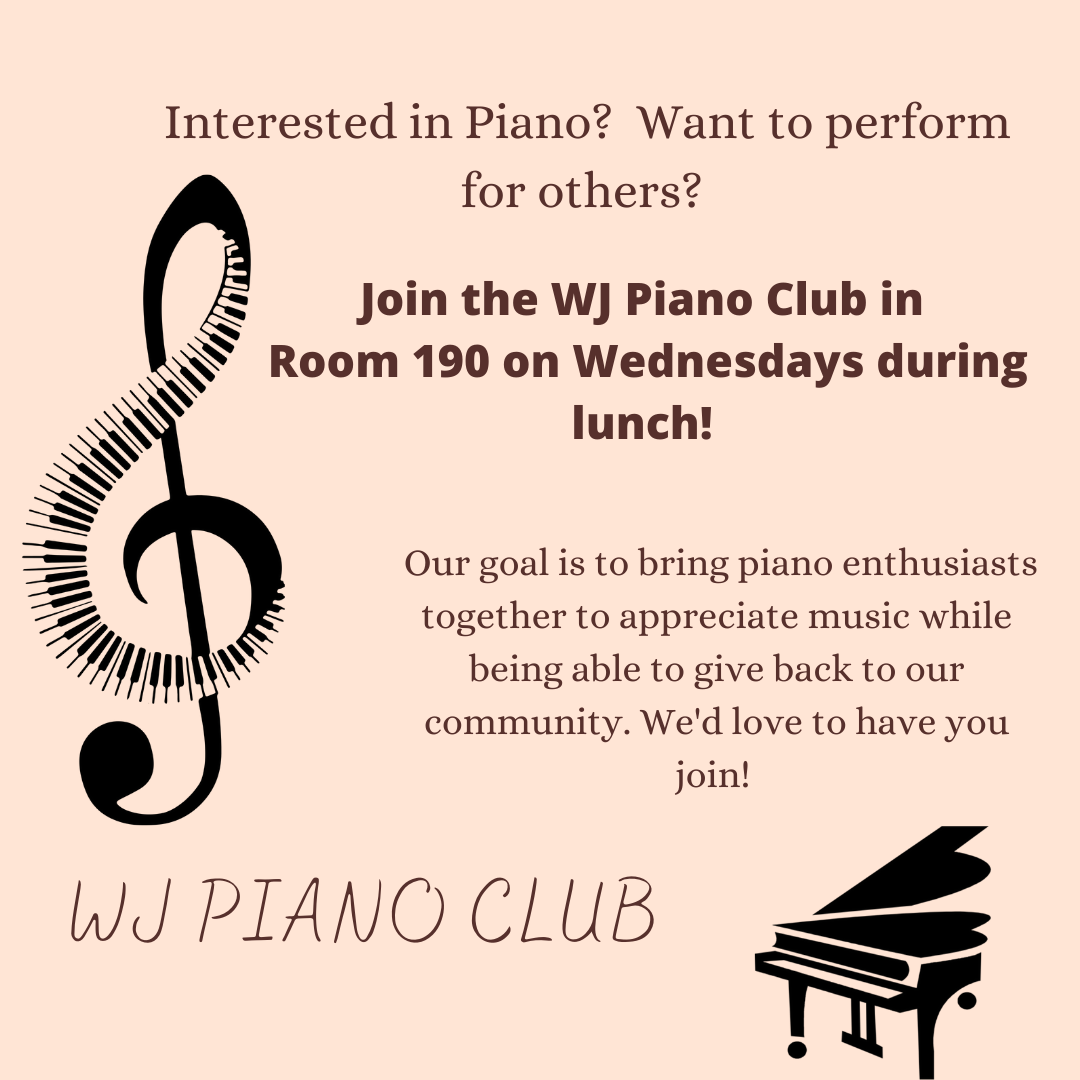 Interested in Piano?  Want to perform
for others?
Join the WJ Piano Club in
Room 190 on Wednesdays during
lunch!
Our goal is to bring piano enthusiasts
together to appreciate music while
being able to give back to our
community. We'd love to have you
join!
WJ PIANO CLUB